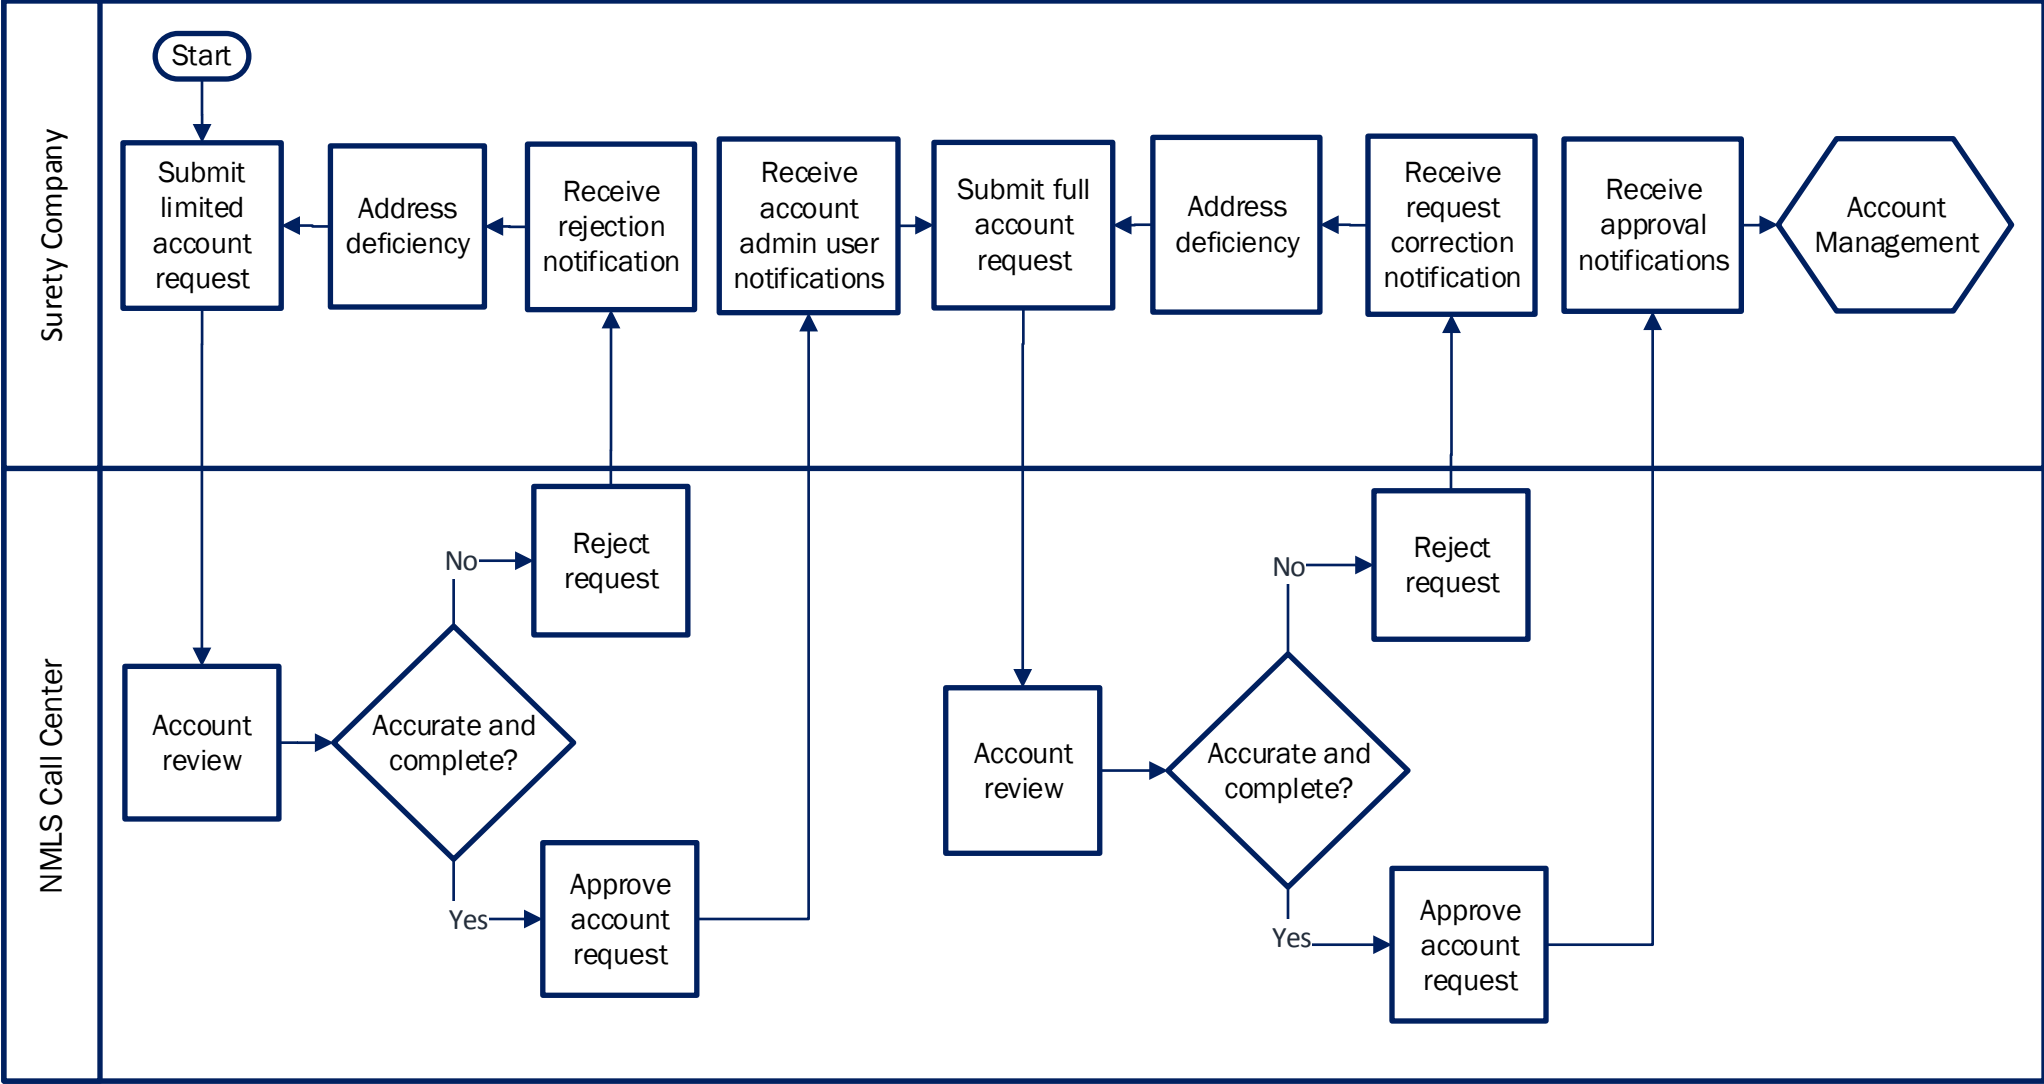 Surety Company
Start
Submit
limited
account
request
Address
deficiency
Receive
rejection
notification
Receive
account
admin user
notifications
Submit full
account
request
Address
deficiency
Receive
request
correction
notification
Receive
approval
notifications
Account
Management
NMLS Call Center
Account
review
Accurate and
complete?
No
Reject
request
Yes
Approve
account
request
Account
review
Accurate and
complete?
No
Reject
request
Yes
Approve
account
request